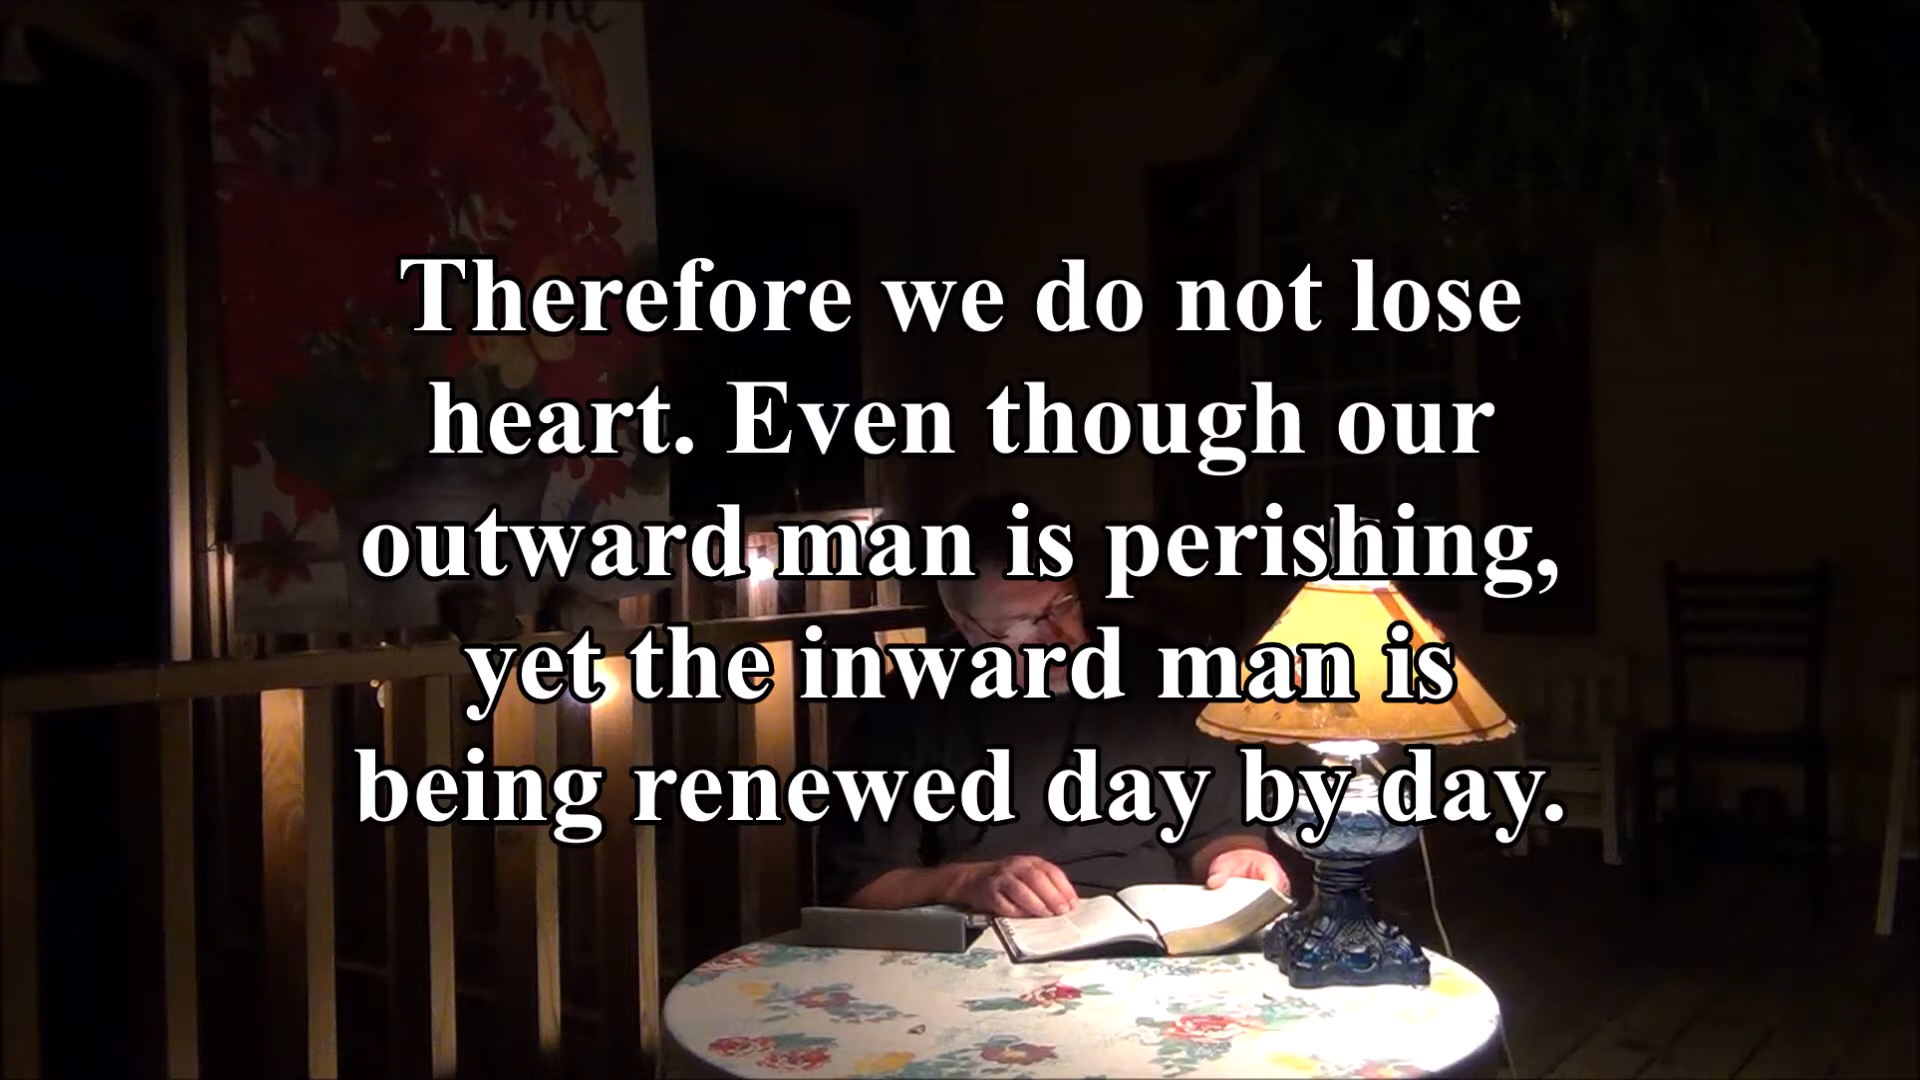 Therefore we do not lose
heart. Even though our
outward man is perishing,
yet the inward man is
being renewed day by day.